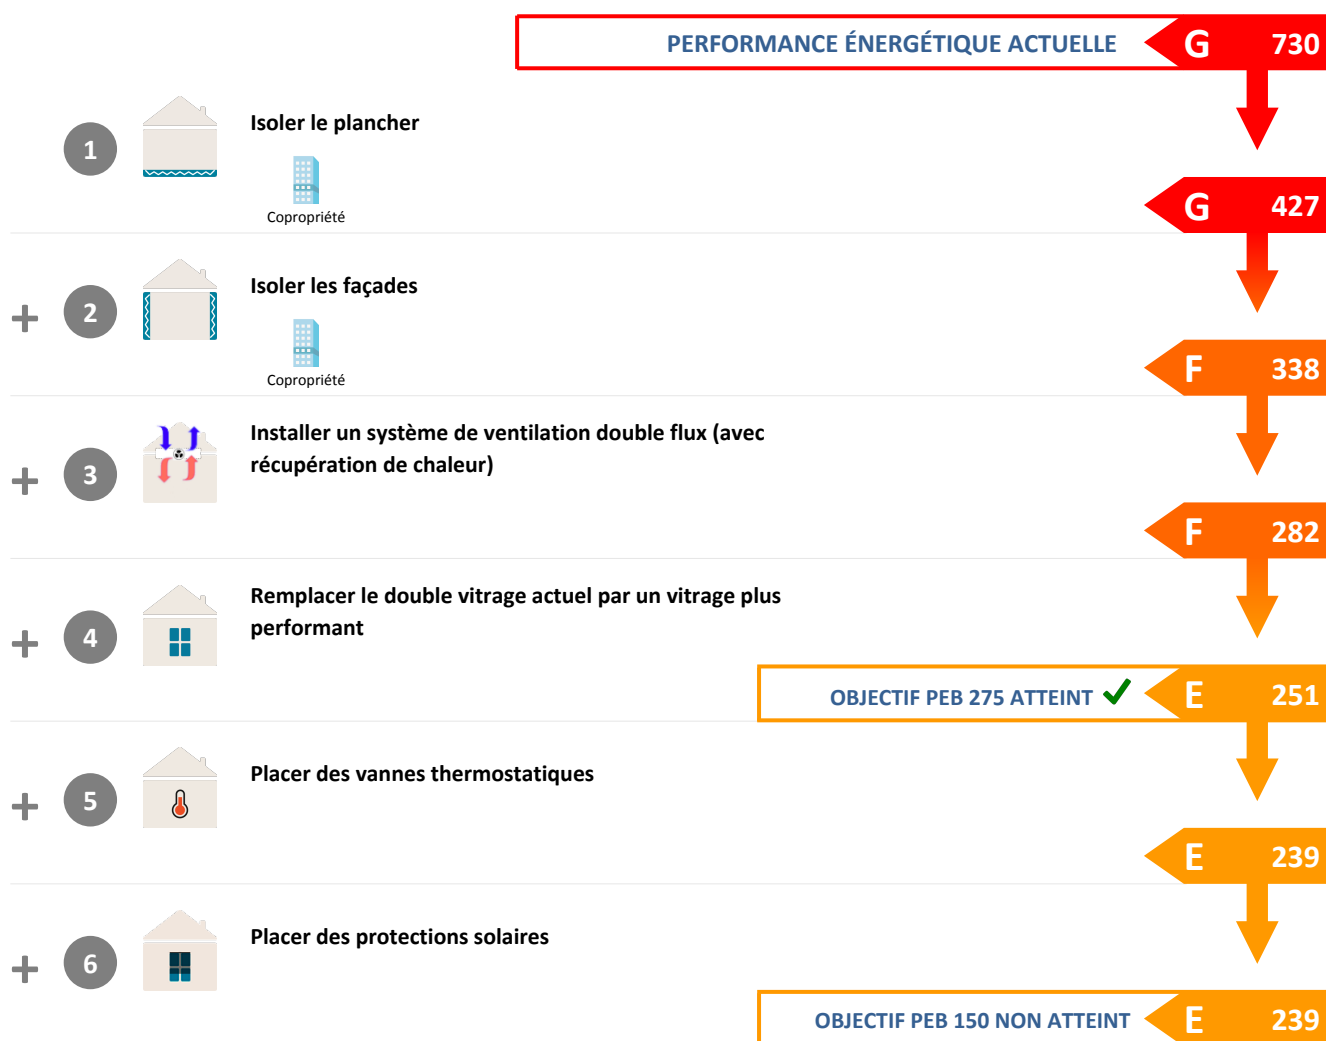 PERFORMANCE ÉNERGÉTIQUE ACTUELLE G 730
1 Isoler le plancher
Copropriété
G 427
+ 2 Isoler les façades
Copropriété
F 338
+ 3 Installer un système de ventilation double flux (avec
récupération de chaleur)
F 282
+ 4 Remplacer le double vitrage actuel par un vitrage plus
performant
OBJECTIF PEB 275 ATTEINT ✓ E 251
+ 5 Placer des vannes thermostatiques
E 239
+ 6 Placer des protections solaires
OBJECTIF PEB 150 NON ATTEINT E 239